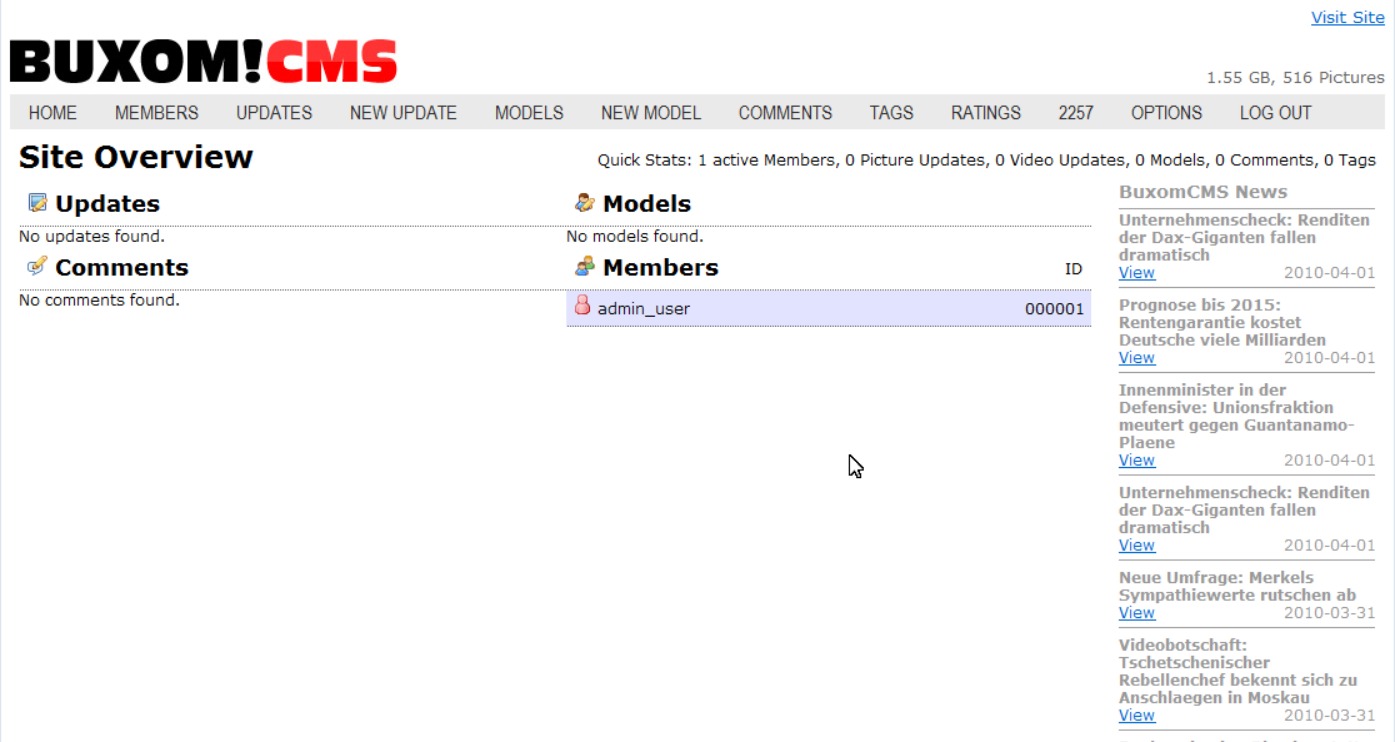 Visit Site
BUXOM!CMS
1.55 GB, 516 Pictures
HOME MEMBERS UPDATES NEW UPDATE MODELS NEW MODEL COMMENTS TAGS RATINGS 2257 OPTIONS LOG OUT
Site Overview
Quick Stats: 1 active Members, 0 Picture Updates, 0 Video Updates, 0 Models, 0 Comments, 0 Tags
Updates
No updates found.
Comments
No comments found.
Models
No models found.
Members ID
admin_user 000001
BuxomCMS News
Unternehmenscheck: Renditen
der Dax-Giganten fallen
dramatisch
View 2010-04-01
Prognose bis 2015:
Rentengarantie kostet
Deutsche viele Milliarden
View 2010-04-01
Innenminister in der
Defensive: Unionsfraktion
meutert gegen Guantanamo-
Plaene
View 2010-04-01
Unternehmenscheck: Renditen
der Dax-Giganten fallen
dramatisch
View 2010-04-01
Neue Umfrage: Merkels
Sympathiewerte rutschen ab
View 2010-03-31
Videobotschaft:
Tschetschenischer
Rebellenchef bekennt sich zu
Anschlaegen in Moskau
View 2010-03-31